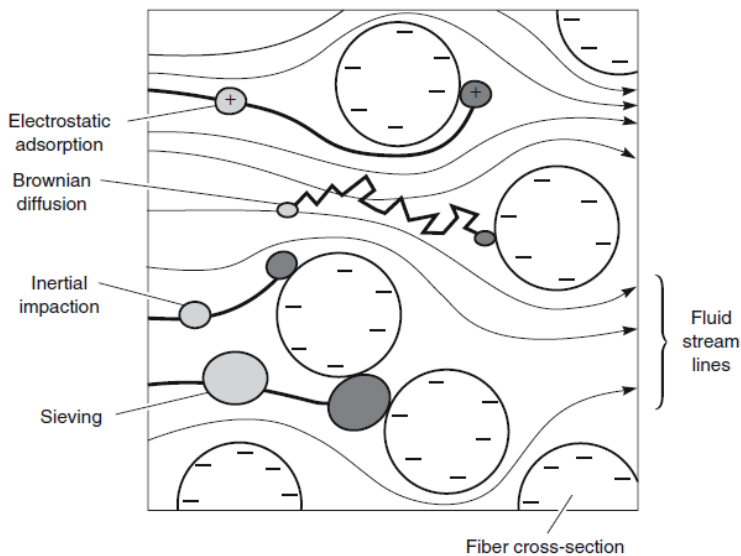 Electrostatic
adsorption
Brownian
diffusion
Inertial
impaction
Sieving
+
+
Fluid
stream
lines
Fiber cross-section